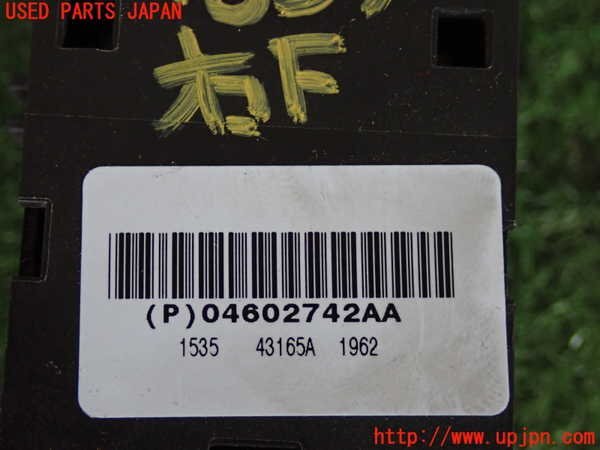 USED PARTS JAPAN
右F
(P)04602742AA
1535 43165A 1962
http://www.upjpn.com/